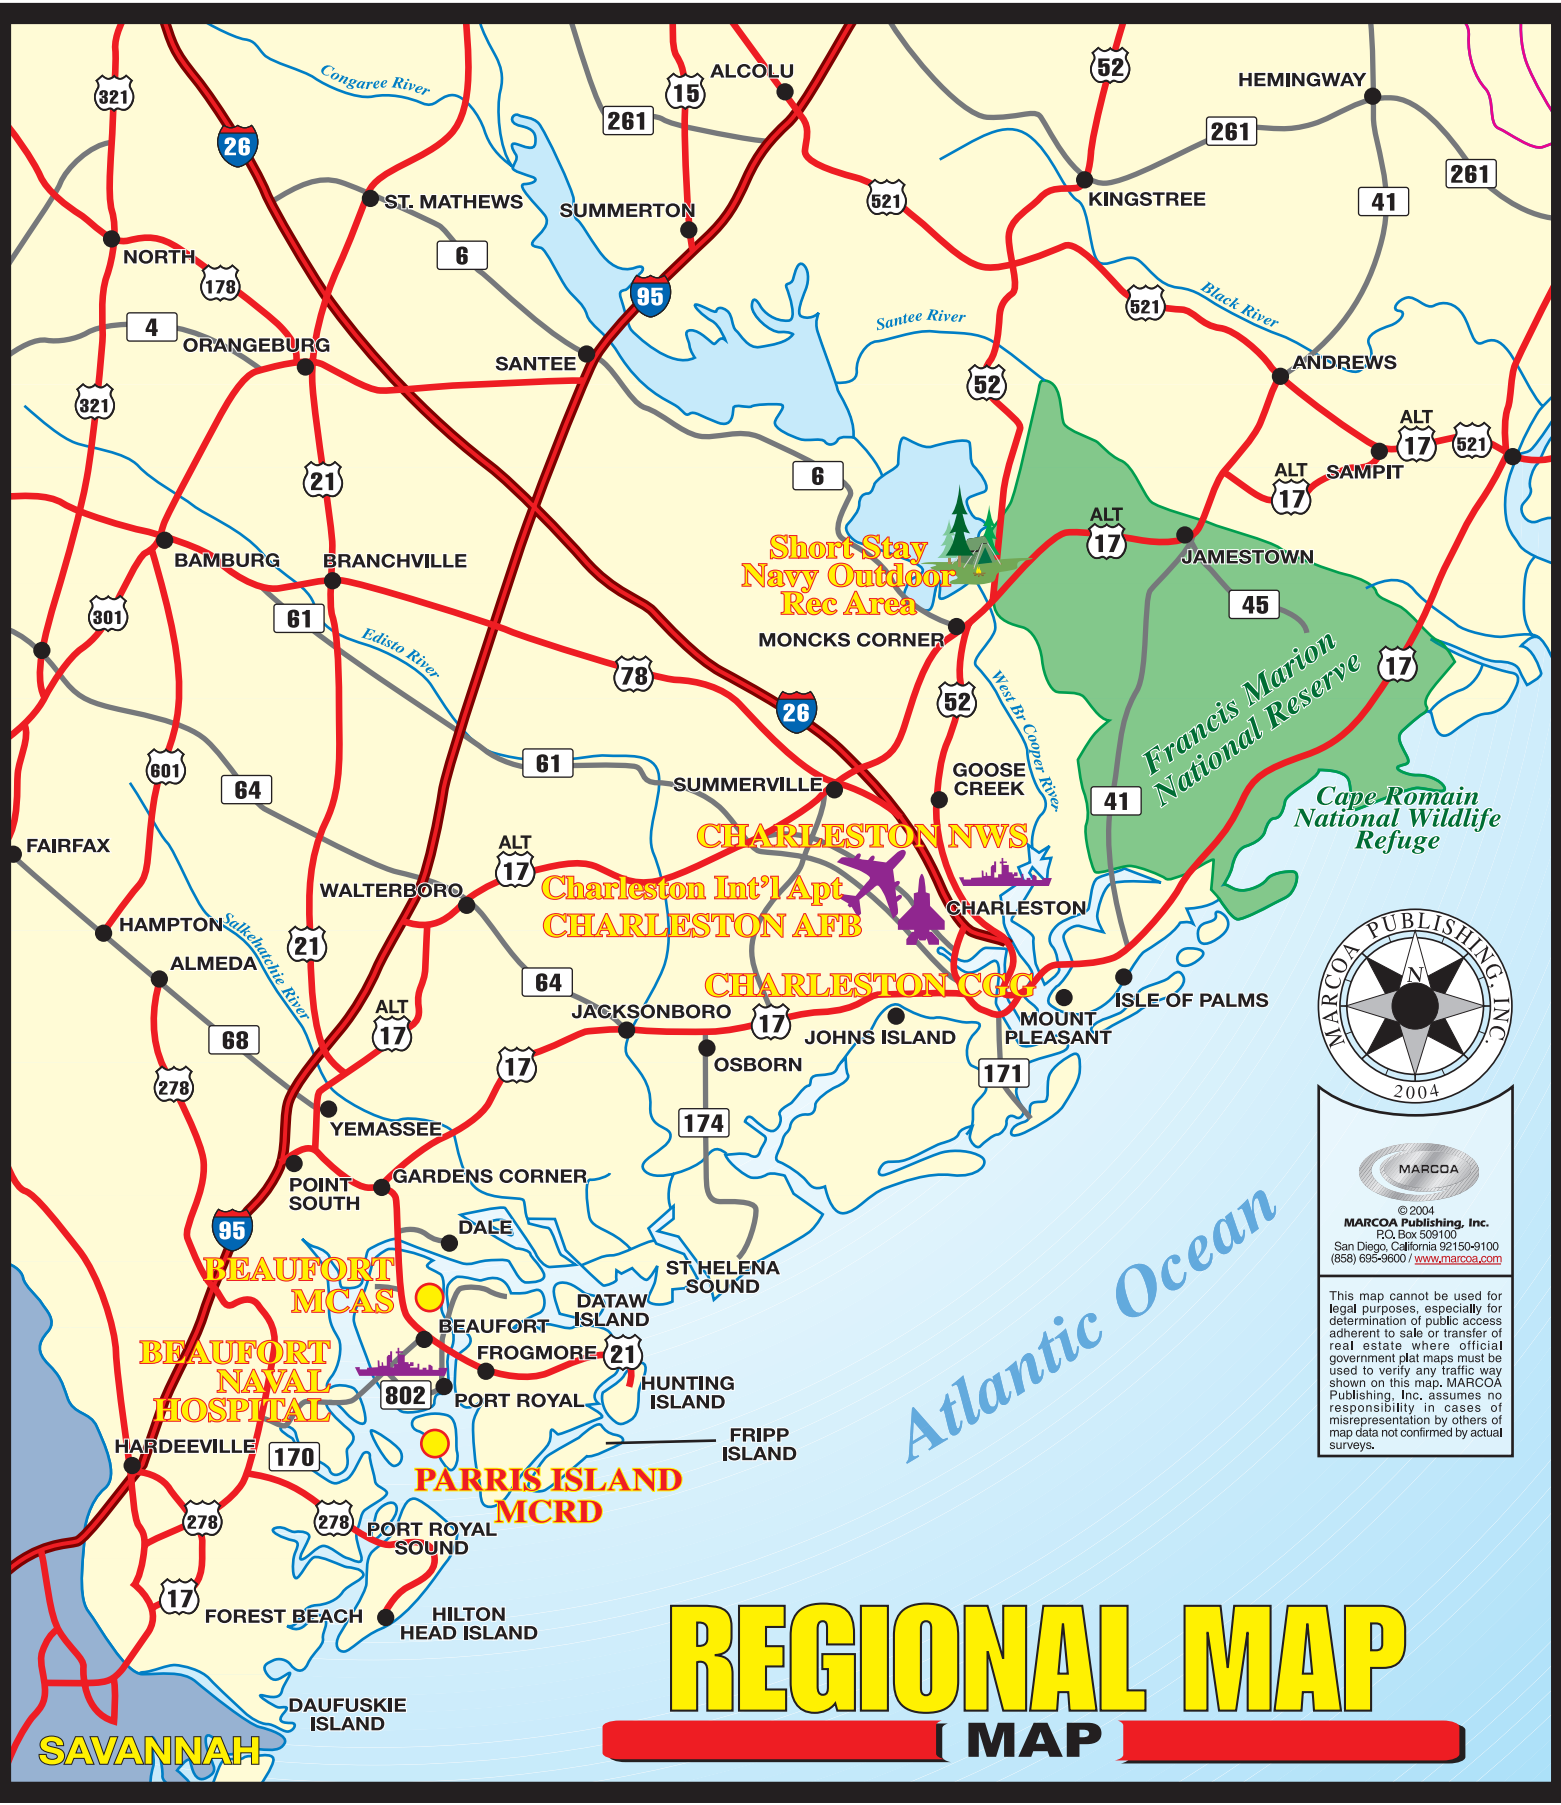 Congaree River
ALCOLU
52
HEMINGWAY
321
15
261
26
261
261
ST. MATHEWS
SUMMERTON
521
KINGSTREE
41
NORTH
6
178
95
521
Black River
Santee River
4
ORANGEBURG
SANTEE
52
ANDREWS
321
ALT
17
521
21
6
ALT
17
SAMPIT
ALT
17
Short Stay
Navy Outdoor
Rec Area
JAMESTOWN
BAMBURG
BRANCHVILLE
301
61
45
Edisto River
MONCKS CORNER
78
17
Francis Marion
National Reserve
West Br Cooper River
52
26
601
61
64
SUMMERVILLE
GOOSE
CREEK
41
Cape Romain
National Wildlife
Refuge
CHARLESTON NWS
FAIRFAX
ALT
17
WALTERBORO
Charleston Int'l Apt
CHARLESTON AFB
CHARLESTON
HAMPTON
Salkehatchie River
21
ALMEDA
64
CHARLESTON CGG
ISLE OF PALMS
MARCOA PUBLISHING, INC.
N
2004
ALT
17
JACKSONBORO
17
JOHNS ISLAND
MOUNT
PLEASANT
68
17
OSBORN
171
278
174
YEMASSEE
POINT
SOUTH
GARDENS CORNER
MARCOA
© 2004
MARCOA Publishing, Inc.
P.O. Box 509100
San Diego, California 92150-9100
(858) 695-9600 / www.marcoa.com
95
DALE
BEAUFORT
MCAS
ST HELENA
SOUND
Atlantic Ocean
DATAW
ISLAND
This map cannot be used for
legal purposes, especially for
determination of public access
adherent to sale or transfer of
real estate where official
government plat maps must be
used to verify any traffic way
shown on this map. MARCOA
Publishing, Inc. assumes no
responsibility in cases of
misrepresentation by others of
map data not confirmed by actual
surveys.
BEAUFORT
BEAUFORT
NAVAL
HOSPITAL
FROGMORE
21
802
PORT ROYAL
HUNTING
ISLAND
FRIPP
ISLAND
HARDEEVILLE
170
PARRIS ISLAND
MCRD
278
278
PORT ROYAL
SOUND
17
FOREST BEACH
HILTON
HEAD ISLAND
DAUFUSKIE
ISLAND
SAVANNAH
REGIONAL MAP
MAP